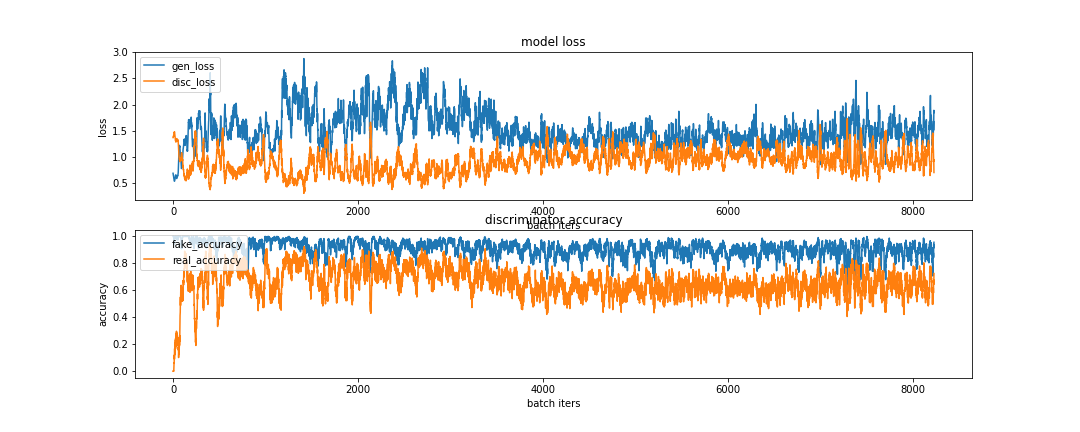 model loss
3.0
2.5
2.0
1.5
1.0
0.5
loss
gen_loss
disc_loss
0
2000
4000
6000
8000
batch iters
discriminator accuracy
1.0
0.8
0.6
0.4
0.2
0.0
accuracy
fake_accuracy
real_accuracy
0
2000
4000
6000
8000
batch iters